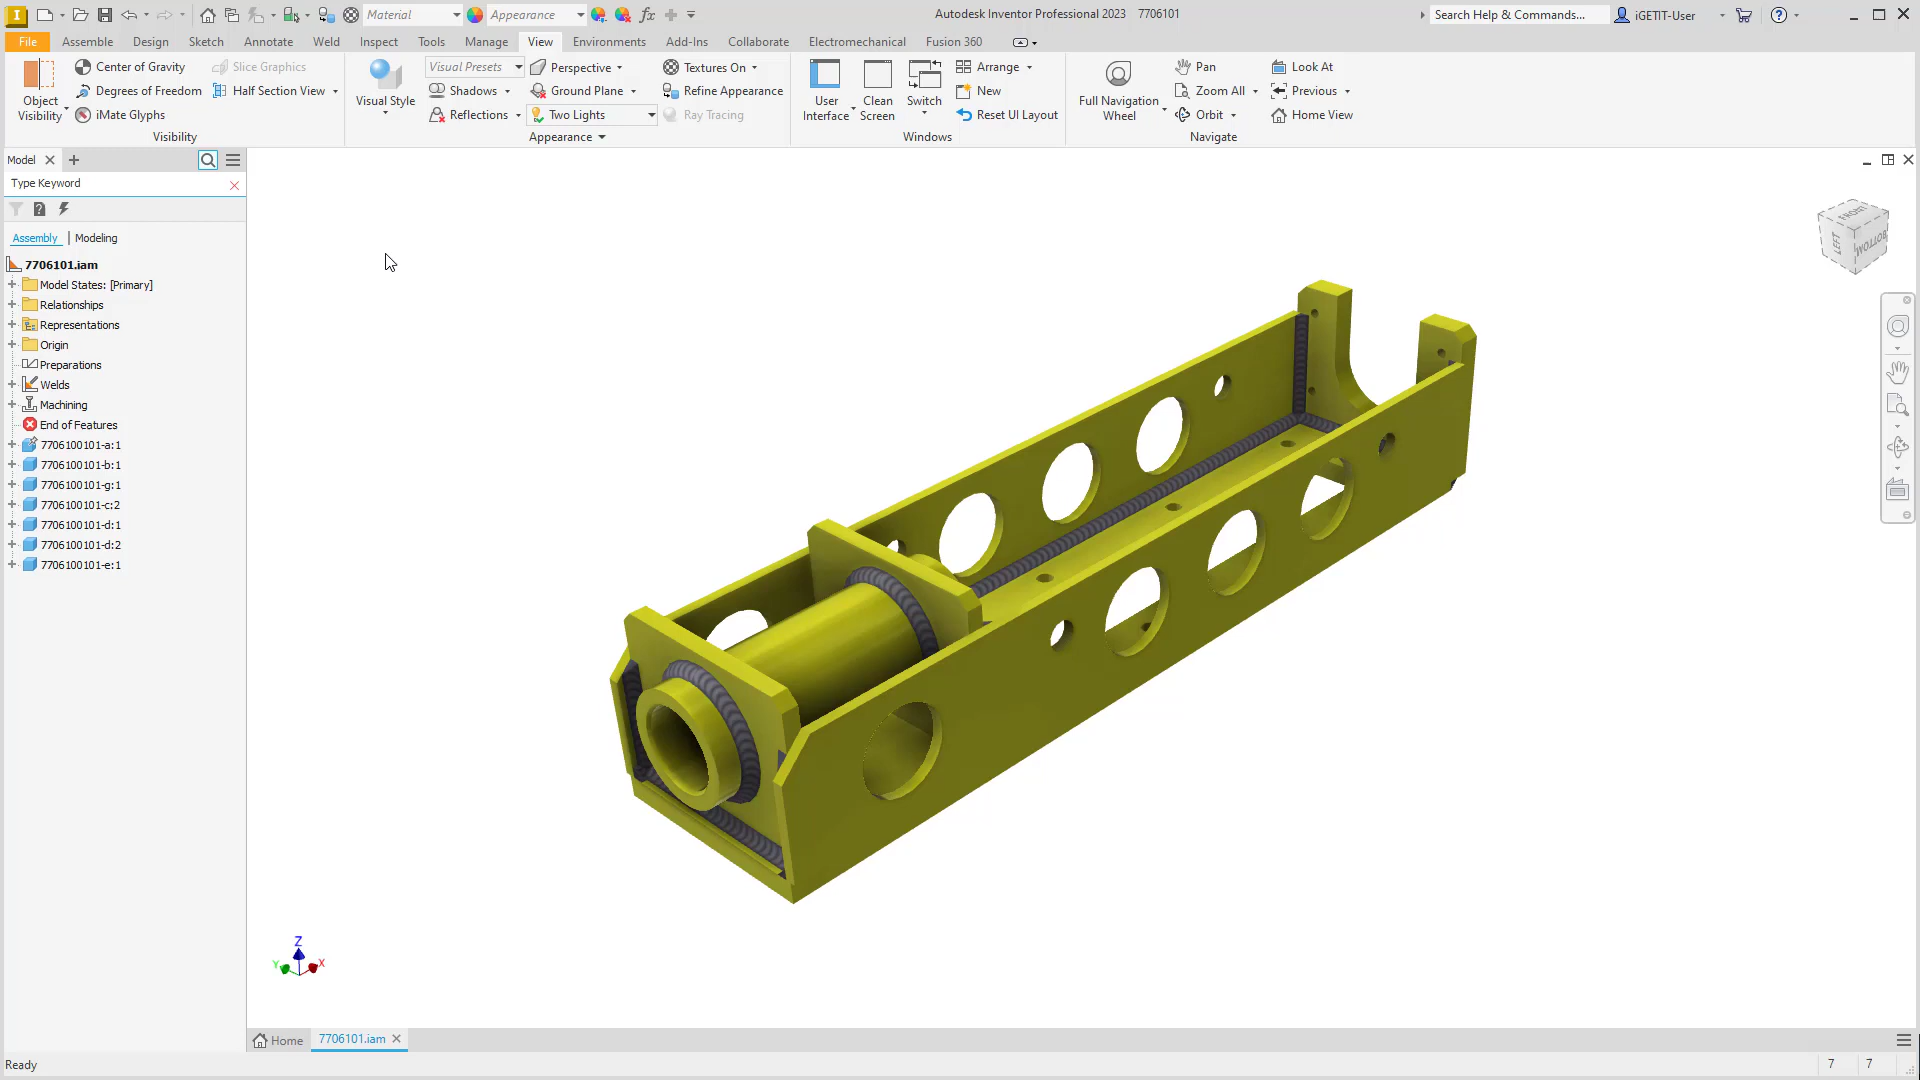 Material
Appearance
Autodesk Inventor Professional 2023 7706101
Search Help & Commands...
iGETIT-User
File Assemble Design Sketch Annotate Weld Inspect Tools Manage View Environments Add-Ins Collaborate Electromechanical Fusion 360
Object Visibility
Center of Gravity
Degrees of Freedom
iMate Glyphs
Slice Graphics
Half Section View
Visibility
Visual Style
Visual Presets
Shadows
Reflections
Perspective
Ground Plane
Two Lights
Textures On
Refine Appearance
Ray Tracing
Appearance
User Interface
Clean Screen
Switch
Arrange
New
Reset UI Layout
Windows
Full Navigation Wheel
Pan
Zoom All
Orbit
Look At
Previous
Home View
Navigate
Model
Type Keyword
Assembly Modeling
7706101.iam
Model States: [Primary]
Relationships
Representations
Origin
Preparations
Welds
Machining
End of Features
7706100101-a:1
7706100101-b:1
7706100101-g:1
7706100101-c:2
7706100101-d:1
7706100101-d:2
7706100101-e:1
FRONT
LEFT
BOTTOM
Z
Y
X
Home
7706101.iam
Ready
7 7